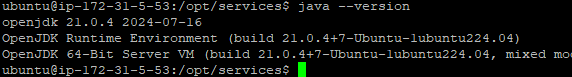 ubuntu@ip-172-31-5-53:/opt/services$ java --version
openjdk 21.0.4 2024-07-16
OpenJDK Runtime Environment (build 21.0.4+7-Ubuntu-1ubuntu224.04)
OpenJDK 64-Bit Server VM (build 21.0.4+7-Ubuntu-1ubuntu224.04, mixed mo
ubuntu@ip-172-31-5-53:/opt/services$